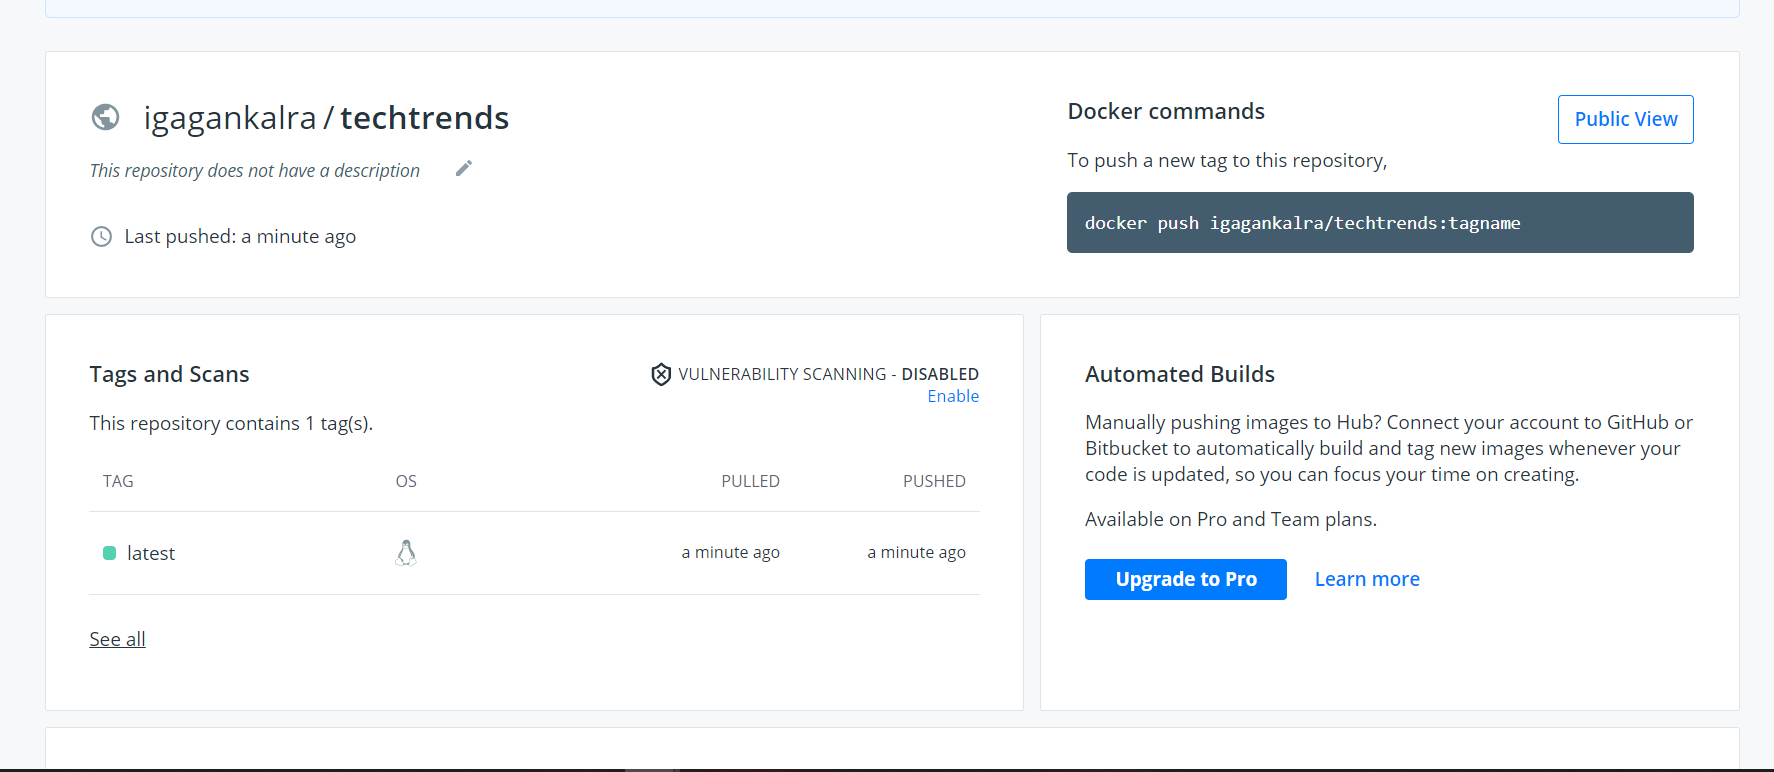 igagankalra / techtrends
This repository does not have a description
Last pushed: a minute ago
Docker commands
Public View
To push a new tag to this repository,
docker push igagankalra/techtrends:tagname
Tags and Scans
VULNERABILITY SCANNING - DISABLED
Enable
This repository contains 1 tag(s).
TAG OS PULLED PUSHED
latest a minute ago a minute ago
See all
Automated Builds
Manually pushing images to Hub? Connect your account to GitHub or
Bitbucket to automatically build and tag new images whenever your
code is updated, so you can focus your time on creating.
Available on Pro and Team plans.
Upgrade to Pro Learn more